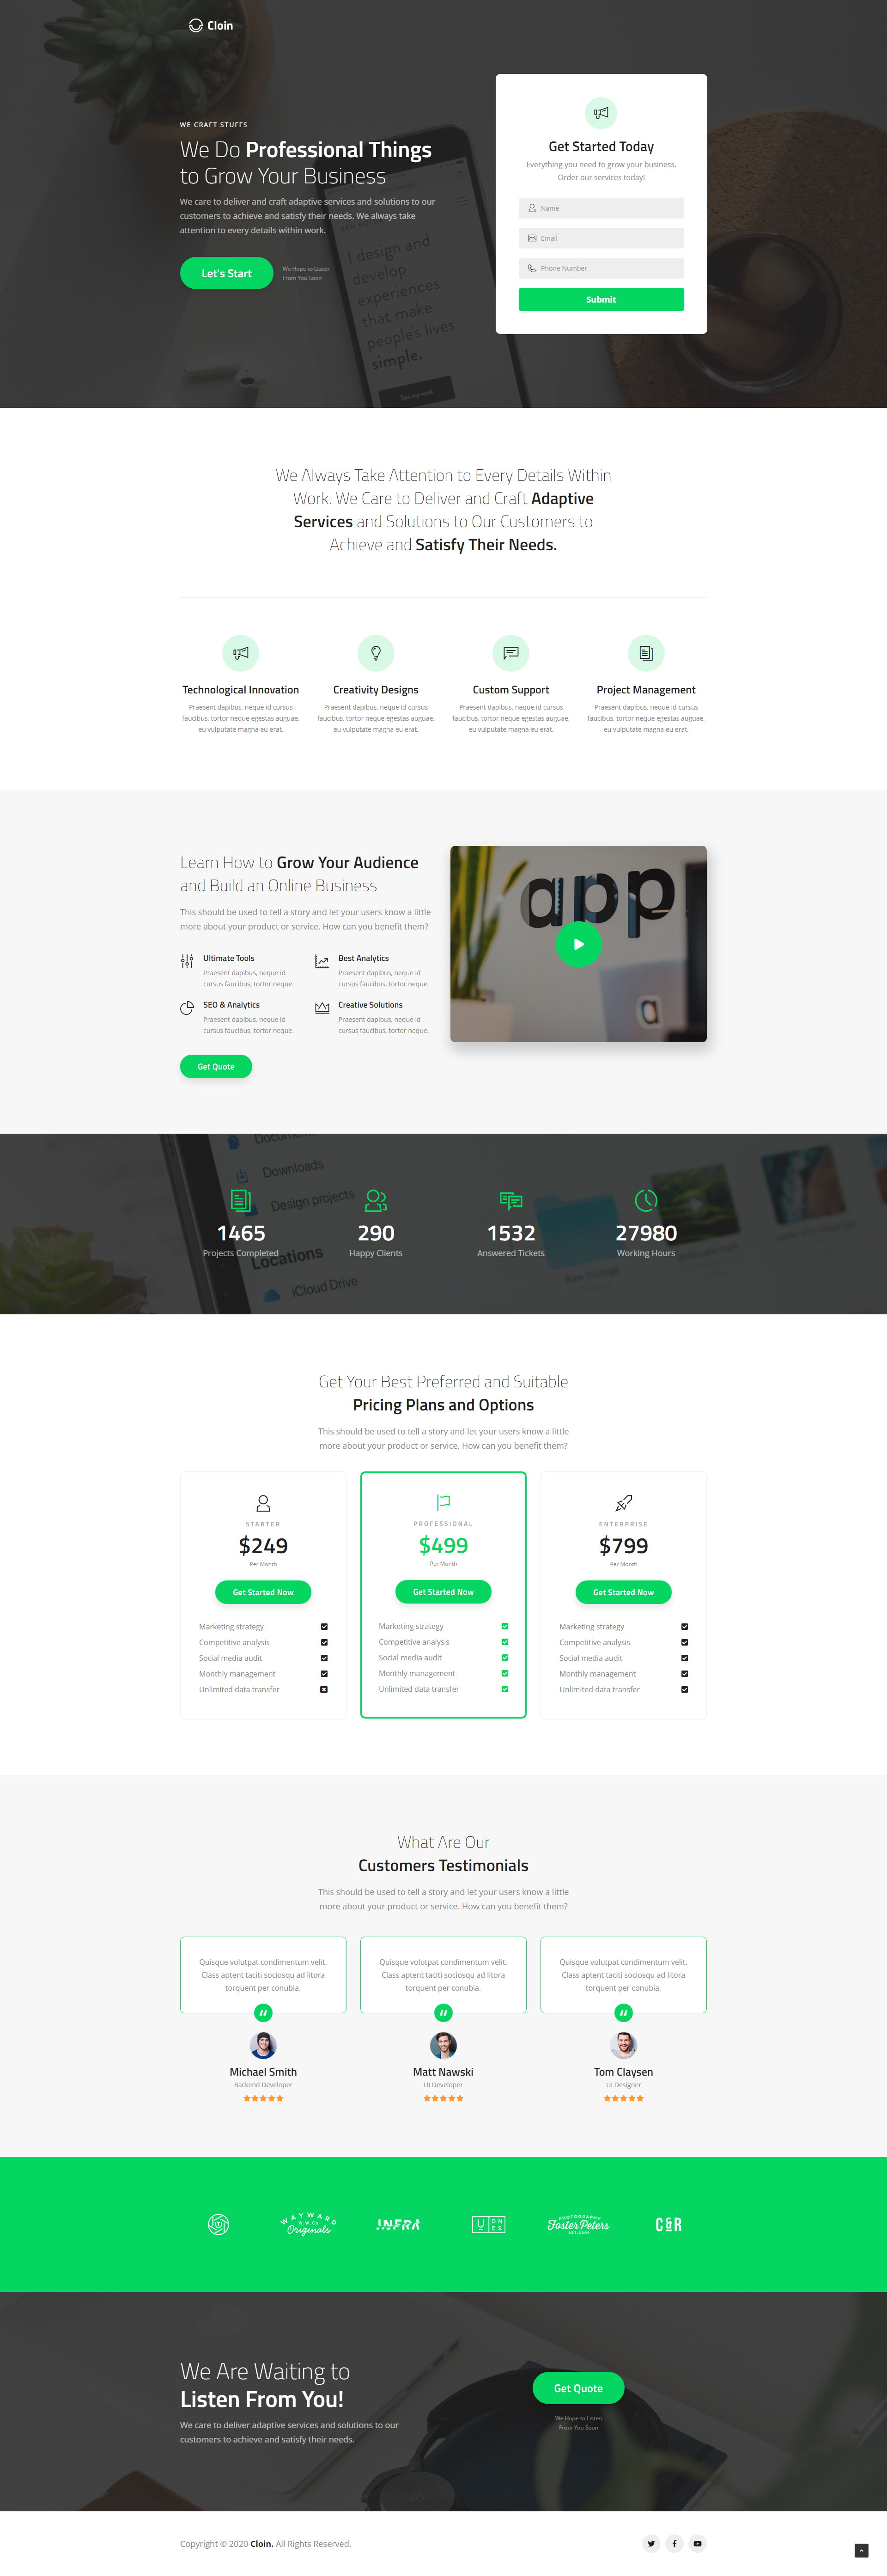 Cloin
WE CRAFT STUFFS
We Do Professional Things
to Grow Your Business
We care to deliver and craft adaptive services and solutions to our
customers to achieve and satisfy their needs. We always take
attention to every details within work.
Let's Start
We Hope to Listen
From You Soon
I design and
develop
experiences
that make
people's lives
simple.
See my work
Get Started Today
Everything you need to grow your business.
Order our services today!
Name
Email
Phone Number
Submit
We Always Take Attention to Every Details Within
Work. We Care to Deliver and Craft Adaptive
Services and Solutions to Our Customers to
Achieve and Satisfy Their Needs.
Technological Innovation
Praesent dapibus, neque id cursus
faucibus, tortor neque egestas auguae,
eu vulputate magna eu erat.
Creativity Designs
Praesent dapibus, neque id cursus
faucibus, tortor neque egestas auguae,
eu vulputate magna eu erat.
Custom Support
Praesent dapibus, neque id cursus
faucibus, tortor neque egestas auguae,
eu vulputate magna eu erat.
Project Management
Praesent dapibus, neque id cursus
faucibus, tortor neque egestas auguae,
eu vulputate magna eu erat.
Learn How to Grow Your Audience
and Build an Online Business
This should be used to tell a story and let your users know a little
more about your product or service. How can you benefit them?
Ultimate Tools
Praesent dapibus, neque id
cursus faucibus, tortor neque.
Best Analytics
Praesent dapibus, neque id
cursus faucibus, tortor neque.
SEO & Analytics
Praesent dapibus, neque id
cursus faucibus, tortor neque.
Creative Solutions
Praesent dapibus, neque id
cursus faucibus, tortor neque.
Get Quote
app
Documents
Downloads
Design projects
Locations
iCloud Drive
1465
Projects Completed
290
Happy Clients
1532
Answered Tickets
27980
Working Hours
Get Your Best Preferred and Suitable
Pricing Plans and Options
This should be used to tell a story and let your users know a little
more about your product or service. How can you benefit them?
STARTER
$249
Per Month
Get Started Now
Marketing strategy
Competitive analysis
Social media audit
Monthly management
Unlimited data transfer
PROFESSIONAL
$499
Per Month
Get Started Now
Marketing strategy
Competitive analysis
Social media audit
Monthly management
Unlimited data transfer
ENTERPRISE
$799
Per Month
Get Started Now
Marketing strategy
Competitive analysis
Social media audit
Monthly management
Unlimited data transfer
What Are Our
Customers Testimonials
This should be used to tell a story and let your users know a little
more about your product or service. How can you benefit them?
Quisque volutpat condimentum velit.
Class aptent taciti sociosqu ad litora
torquent per conubia.
Michael Smith
Backend Developer
Quisque volutpat condimentum velit.
Class aptent taciti sociosqu ad litora
torquent per conubia.
Matt Nawski
UI Developer
Quisque volutpat condimentum velit.
Class aptent taciti sociosqu ad litora
torquent per conubia.
Tom Claysen
UI Designer
WAYWARD
W.W.Co
Originals
INFRA
U DN
ES
PHOTOGRAPHY
Foster Peters
C&R
We Are Waiting to
Listen From You!
We care to deliver adaptive services and solutions to our
customers to achieve and satisfy their needs.
Get Quote
We Hope to Listen
From You Soon
Copyright © 2020 Cloin. All Rights Reserved.